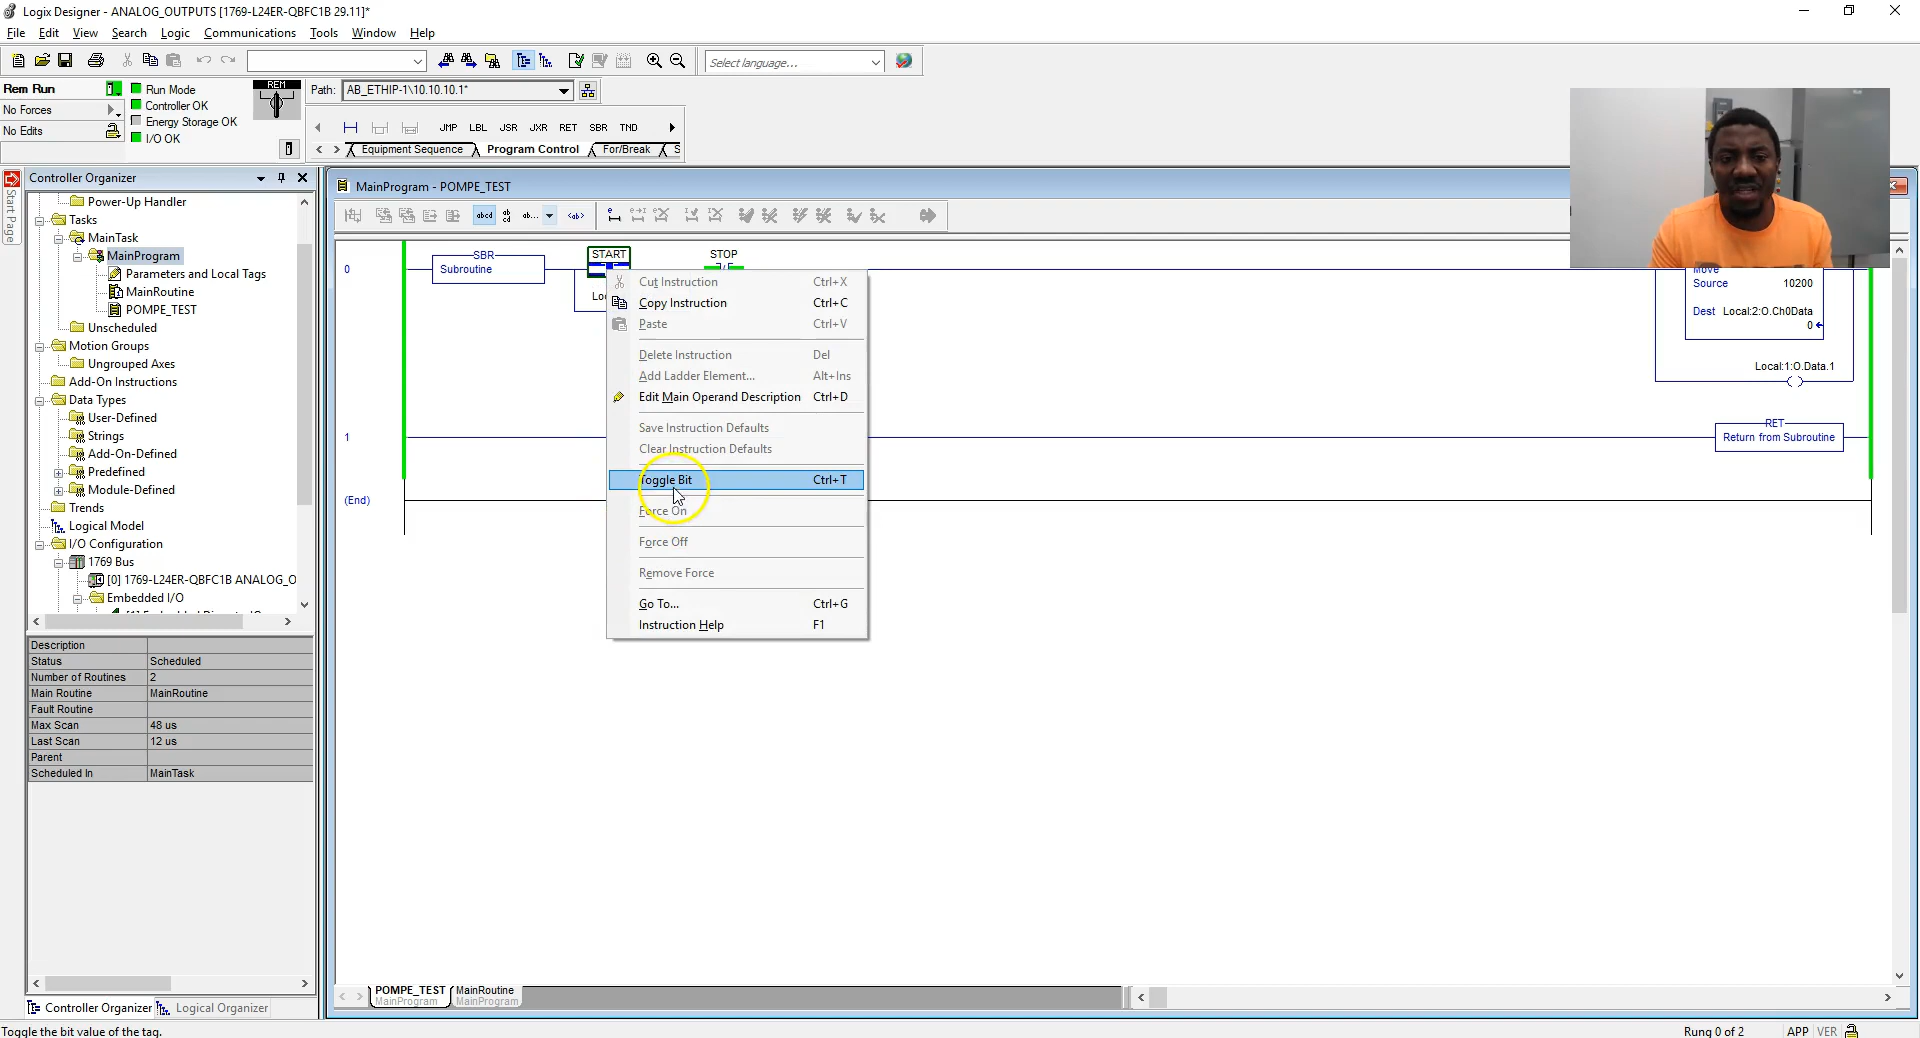 Logix Designer - ANALOG_OUTPUTS [1769-L24ER-QBFC1B 29.11]*
File Edit View Search Logic Communications Tools Window Help
Select language...
Rem Run
No Forces
No Edits
Run Mode
Controller OK
Energy Storage OK
I/O OK
REM
Path: AB_ETHIP-1\10.10.10.1*
JMP LBL JSR JXR RET SBR TND
Equipment Sequence Program Control For/Break S
Start Page
Controller Organizer
Power-Up Handler
Tasks
MainTask
MainProgram
Parameters and Local Tags
MainRoutine
POMPE_TEST
Unscheduled
Motion Groups
Ungrouped Axes
Add-On Instructions
Data Types
User-Defined
Strings
Add-On-Defined
Predefined
Module-Defined
Trends
Logical Model
I/O Configuration
1769 Bus
[0] 1769-L24ER-QBFC1B ANALOG_O
Embedded I/O
Description
Status Scheduled
Number of Routines 2
Main Routine MainRoutine
Fault Routine
Max Scan 48 us
Last Scan 12 us
Parent
Scheduled In MainTask
Controller Organizer Logical Organizer
Toggle the bit value of the tag.
MainProgram - POMPE_TEST
abcd ab cd ab... <ab>
0
SBR
Subroutine
START
STOP
Lo
Move
Source 10200
Dest Local:2:O.Ch0Data
0
Local:1:O.Data.1
1
RET
Return from Subroutine
(End)
Cut Instruction Ctrl+X
Copy Instruction Ctrl+C
Paste Ctrl+V
Delete Instruction Del
Add Ladder Element... Alt+Ins
Edit Main Operand Description Ctrl+D
Save Instruction Defaults
Clear Instruction Defaults
Toggle Bit Ctrl+T
Force On
Force Off
Remove Force
Go To... Ctrl+G
Instruction Help F1
POMPE_TEST
MainProgram
MainRoutine
MainProgram
Rung 0 of 2 APP VER